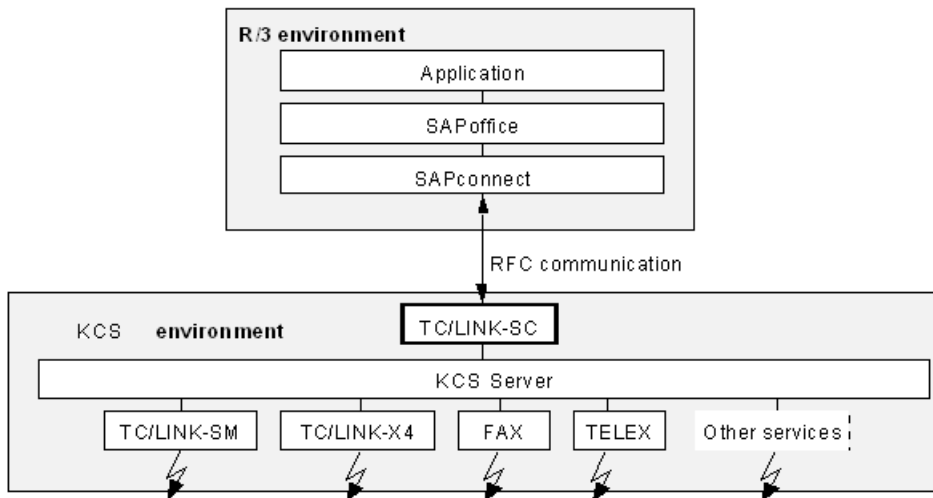 R/3 environment
Application
SAPoffice
SAPconnect
RFC communication
KCS environment
TC/LINK-SC
KCS Server
TC/LINK-SM
TC/LINK-X4
FAX
TELEX
Other services